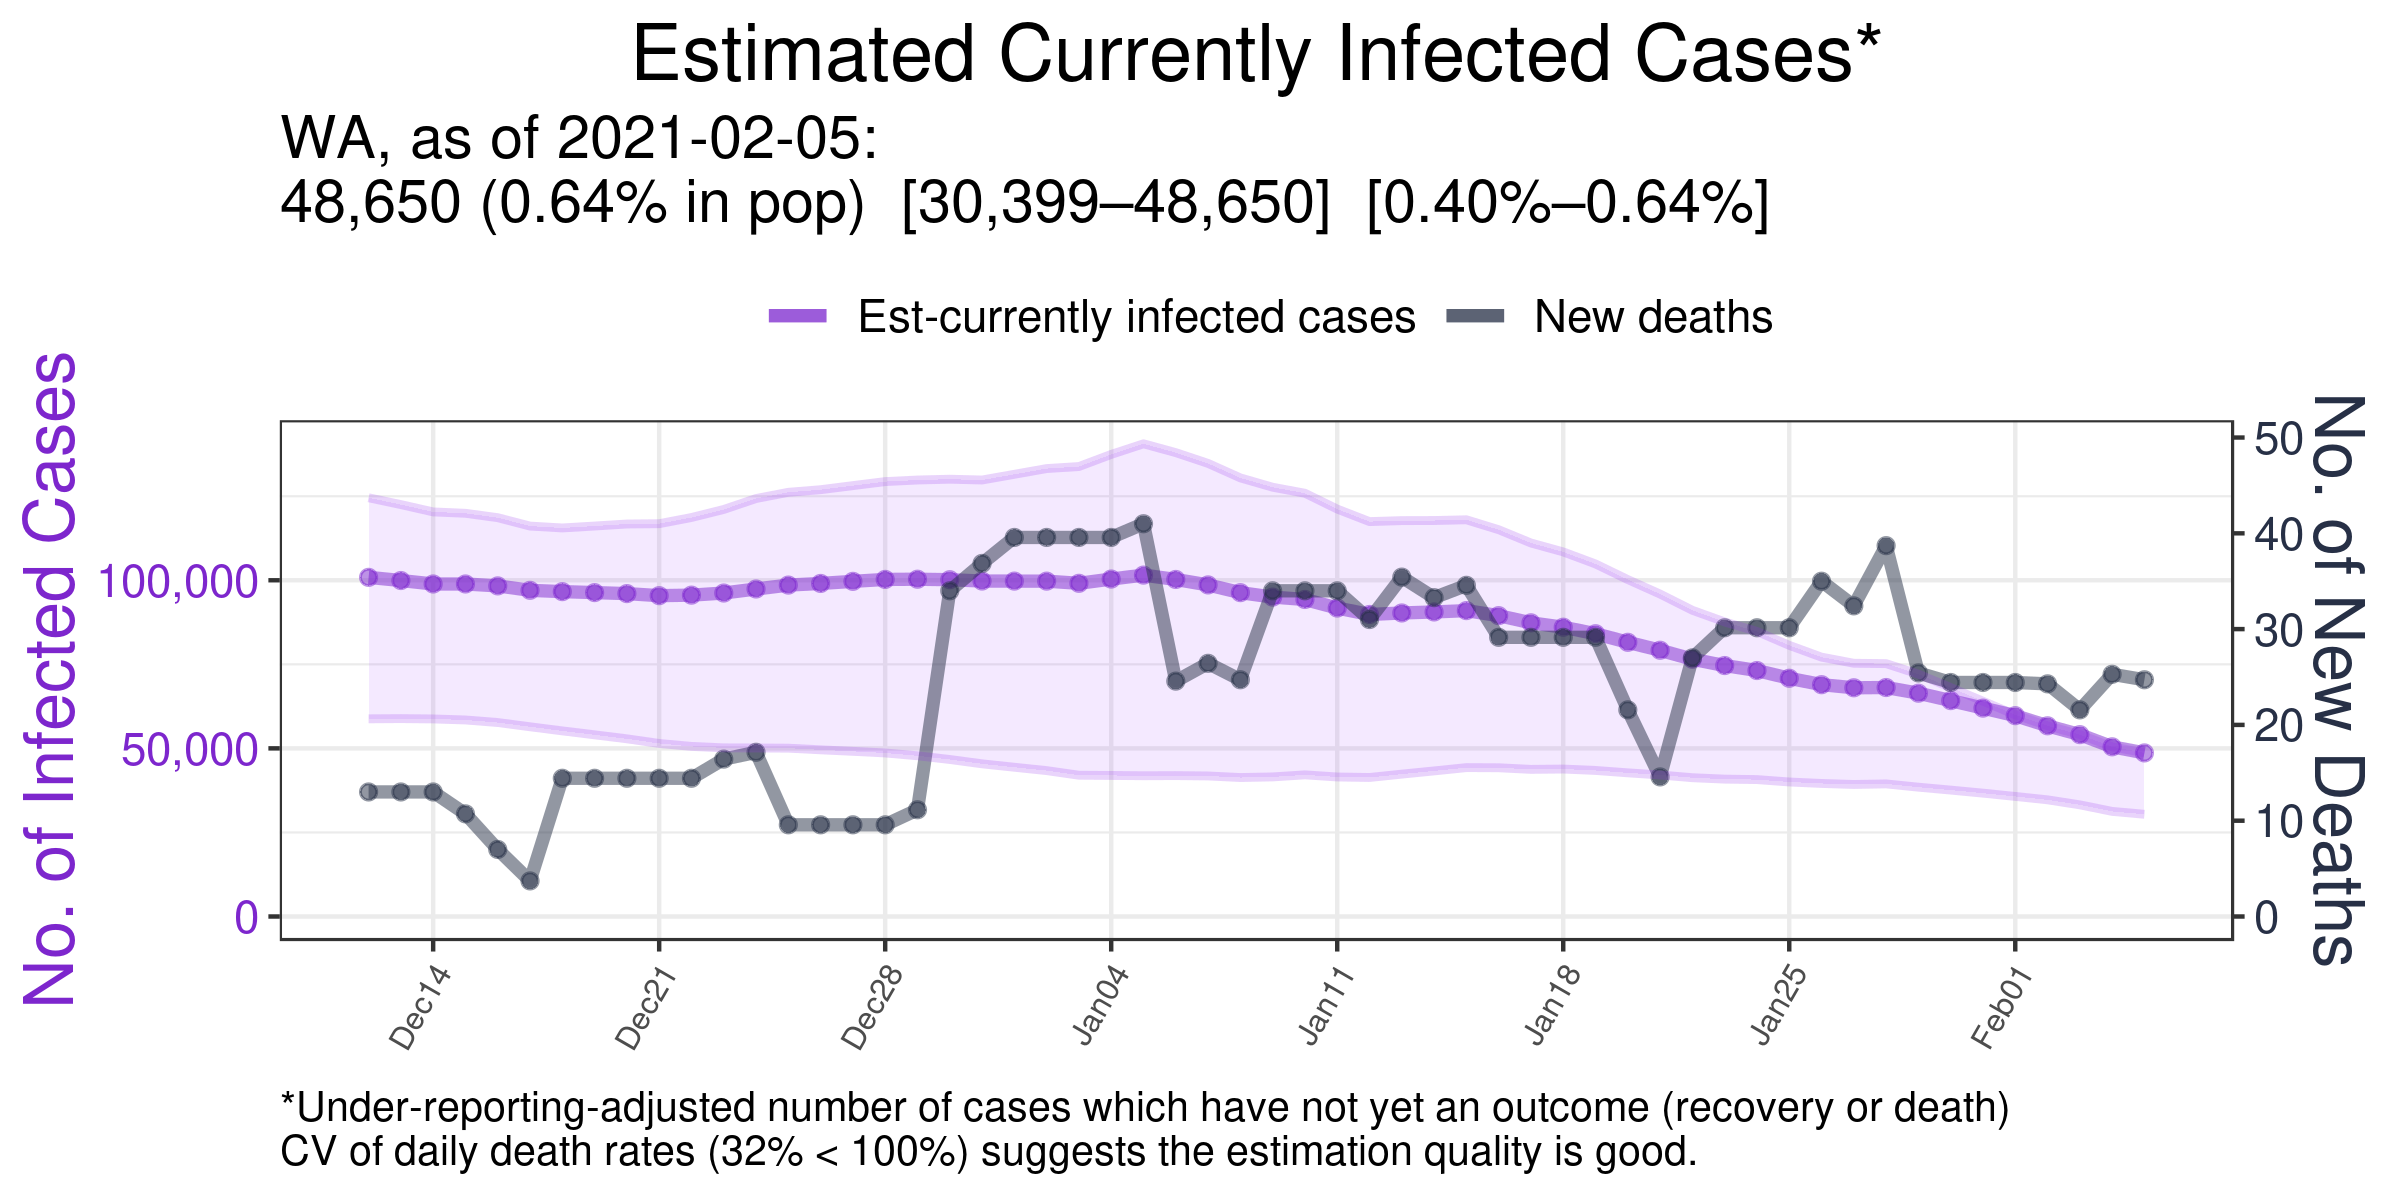 Estimated Currently Infected Cases*
WA, as of 2021-02-05:
48,650 (0.64% in pop)  [30,399–48,650]  [0.40%–0.64%]
Est-currently infected cases
New deaths
No. of Infected Cases
100,000
50,000
0
50
40
30
20
10
0
No. of New Deaths
Dec14
Dec21
Dec28
Jan04
Jan11
Jan18
Jan25
Feb01
*Under-reporting-adjusted number of cases which have not yet an outcome (recovery or death)
CV of daily death rates (32% < 100%) suggests the estimation quality is good.